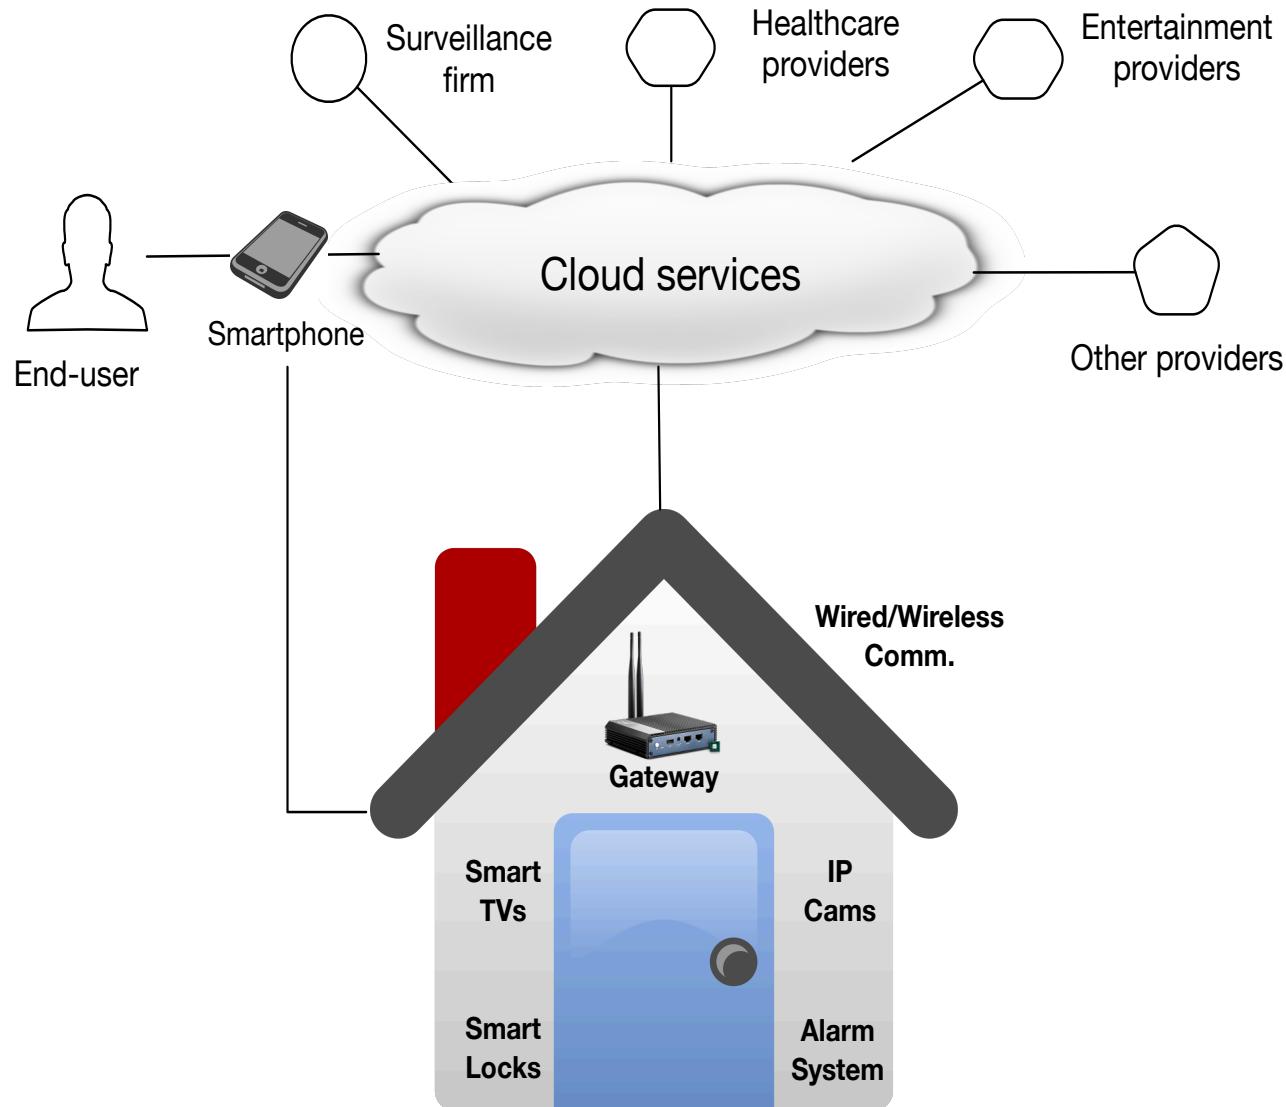 Surveillance
firm
Healthcare
providers
Entertainment
providers
Cloud services
Smartphone
End-user
Other providers
Wired/Wireless
Comm.
Gateway
Smart
TVs
IP
Cams
Smart
Locks
Alarm
System